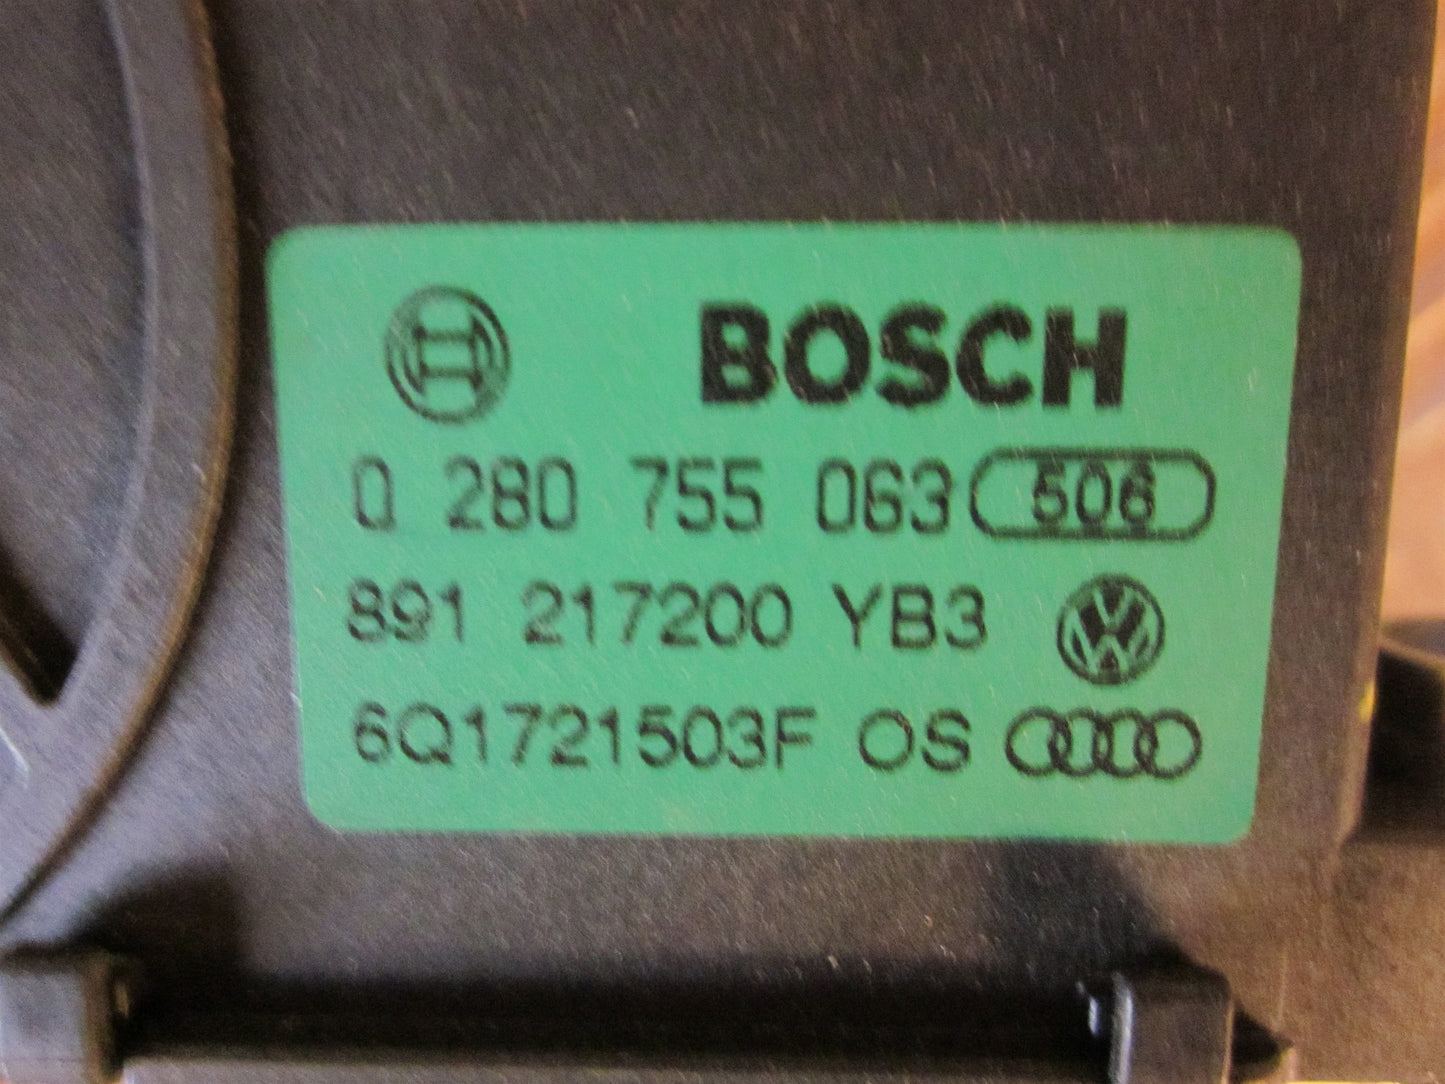 BOSCH
0 280 755 063 506
891 217200 YB3
6Q1721503F OS